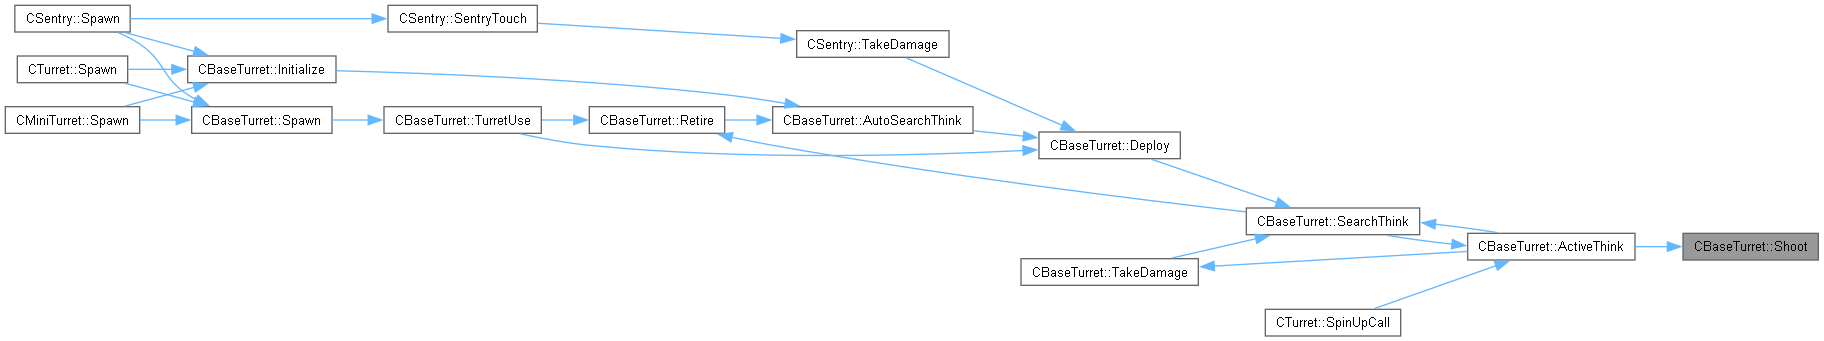 CSentry::Spawn
CSentry::SentryTouch
CSentry::TakeDamage
CTurret::Spawn
CBaseTurret::Initialize
CMiniTurret::Spawn
CBaseTurret::Spawn
CBaseTurret::TurretUse
CBaseTurret::Retire
CBaseTurret::AutoSearchThink
CBaseTurret::Deploy
CBaseTurret::SearchThink
CBaseTurret::ActiveThink
CBaseTurret::Shoot
CBaseTurret::TakeDamage
CTurret::SpinUpCall